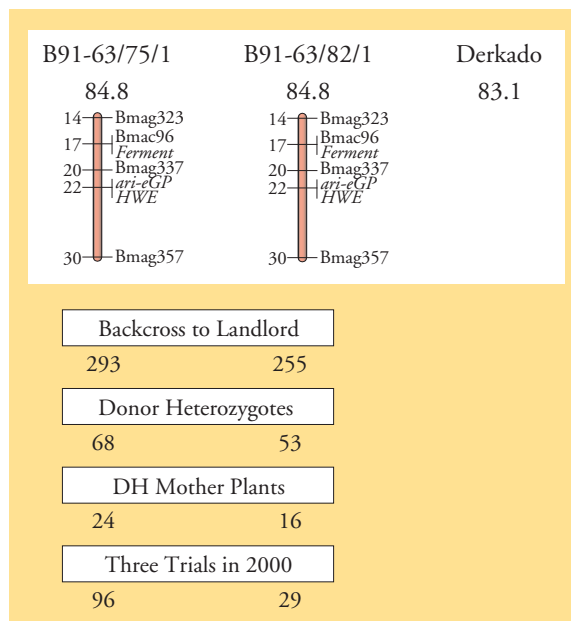 B91-63/75/1 B91-63/82/1 Derkado
84.8 84.8 83.1
14 Bmag323 14 Bmag323
17 Bmac96 17 Bmac96
Ferment Ferment
20 Bmag337 20 Bmag337
22 ari-eGP 22 ari-eGP
HWE HWE
30 Bmag357 30 Bmag357
Backcross to Landlord
293 255
Donor Heterozygotes
68 53
DH Mother Plants
24 16
Three Trials in 2000
96 29